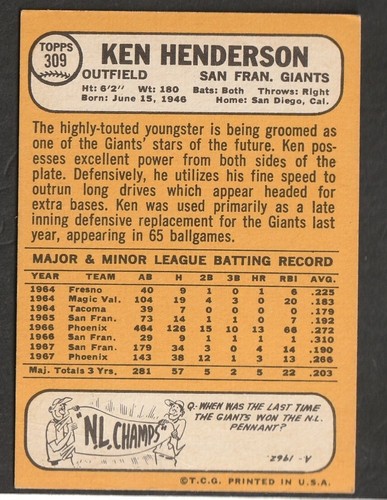 TOPPS
309
KEN HENDERSON
OUTFIELD SAN FRAN. GIANTS
Ht: 6'2" Wt: 180 Bats: Both Throws: Right
Born: June 15, 1946 Home: San Diego, Cal.
The highly-touted youngster is being groomed as
one of the Giants' stars of the future. Ken pos-
esses excellent power from both sides of the
plate. Defensively, he utilizes his fine speed to
outrun long drives which appear headed for
extra bases. Ken was used primarily as a late
inning defensive replacement for the Giants last
year, appearing in 65 ballgames.
MAJOR & MINOR LEAGUE BATTING RECORD
YEAR TEAM AB H 2B 3B HR RBI AVG.
1964 Fresno 40 9 1 0 1 6 .225
1964 Magic Val. 104 19 4 3 0 20 .183
1964 Tacoma 39 7 0 0 0 0 .179
1965 San Fran. 73 14 1 1 0 7 .192
1966 Phoenix 464 126 15 10 13 66 .272
1966 San Fran. 29 9 1 1 1 1 .310
1967 San Fran. 179 34 3 0 4 14 .190
1967 Phoenix 143 38 12 1 3 13 .266
Maj. Totals 3 Yrs. 281 57 5 2 5 22 .203
N.L. CHAMPS
Q-WHEN WAS THE LAST TIME
THE GIANTS WON THE N.L.
PENNANT?
A-1962.
©T.C.G. PRINTED IN U.S.A.